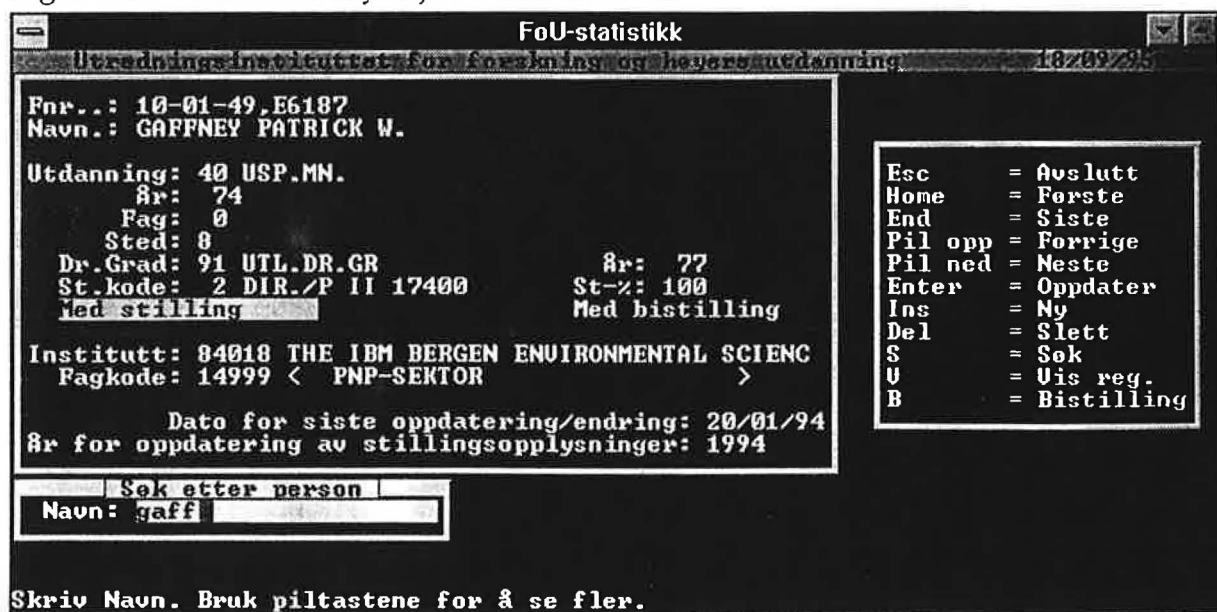 FoU-statistikk
Utredningsinstituttet for forskning og høyere utdanning 18/09/95
Fnr..: 10-01-49,E6187
Navn.: GAFFNEY PATRICK W.
Utdanning: 40 USP.MN.
År: 74
Fag: 0
Sted: 8
Dr.Grad: 91 UTL.DR.GR År: 77
St.kode: 2 DIR./P II 17400 St-%: 100
Med stilling Med bistilling
Institutt: 84018 THE IBM BERGEN ENVIRONMENTAL SCIENC
Fagkode: 14999 < PNP-SEKTOR >
Dato for siste oppdatering/endring: 20/01/94
År for oppdatering av stillingsopplysninger: 1994
Esc = Avslutt
Home = Første
End = Siste
Pil opp = Forrige
Pil ned = Neste
Enter = Oppdater
Ins = Ny
Del = Slett
S = Søk
V = Vis reg.
B = Bistilling
Søk etter person
Navn: gaff
Skriv Navn. Bruk piltastene for å se fler.